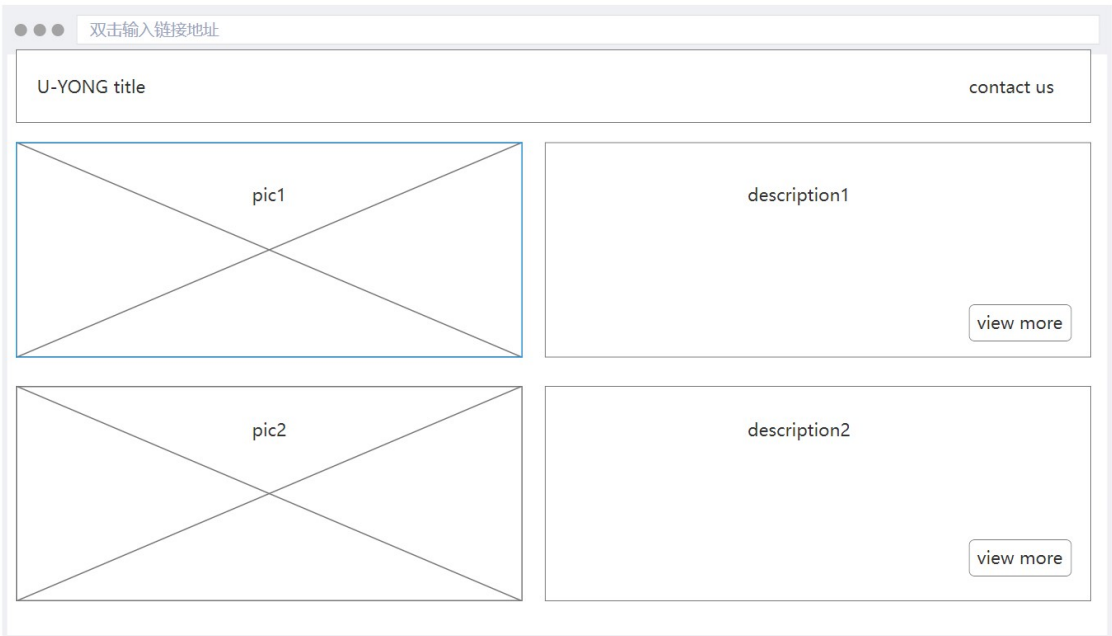 双击输入链接地址
U-YONG title
contact us
pic1
description1
view more
pic2
description2
view more